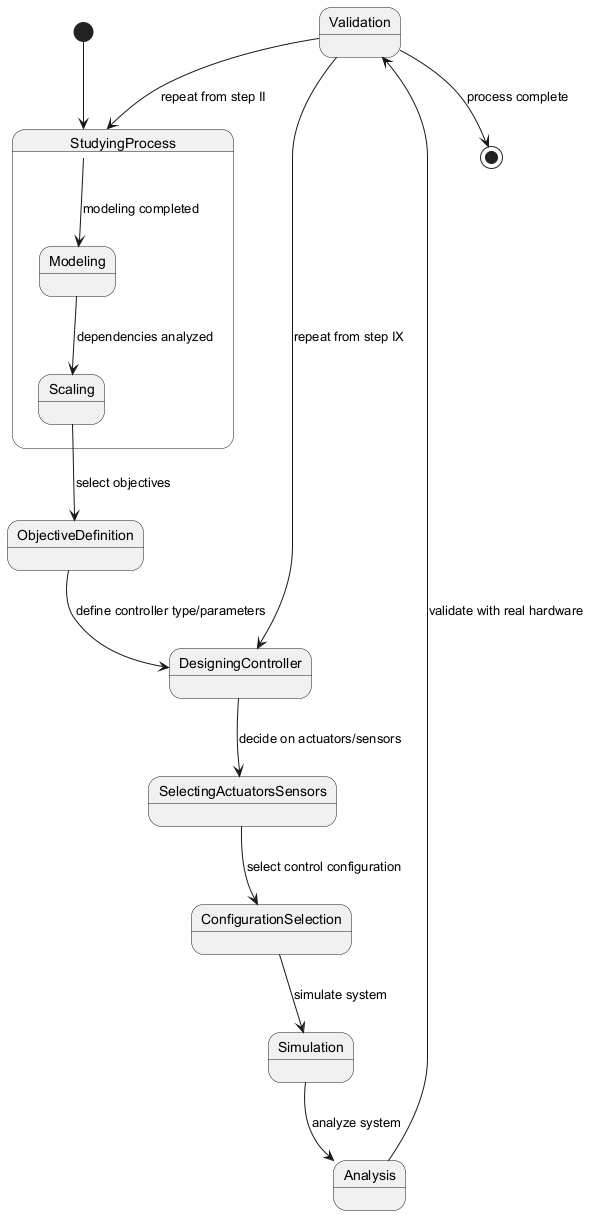 Validation
repeat from step II
process complete
StudyingProcess
modeling completed
Modeling
dependencies analyzed
repeat from step IX
Scaling
select objectives
ObjectiveDefinition
define controller type/parameters
validate with real hardware
DesigningController
decide on actuators/sensors
SelectingActuatorsSensors
select control configuration
ConfigurationSelection
simulate system
Simulation
analyze system
Analysis